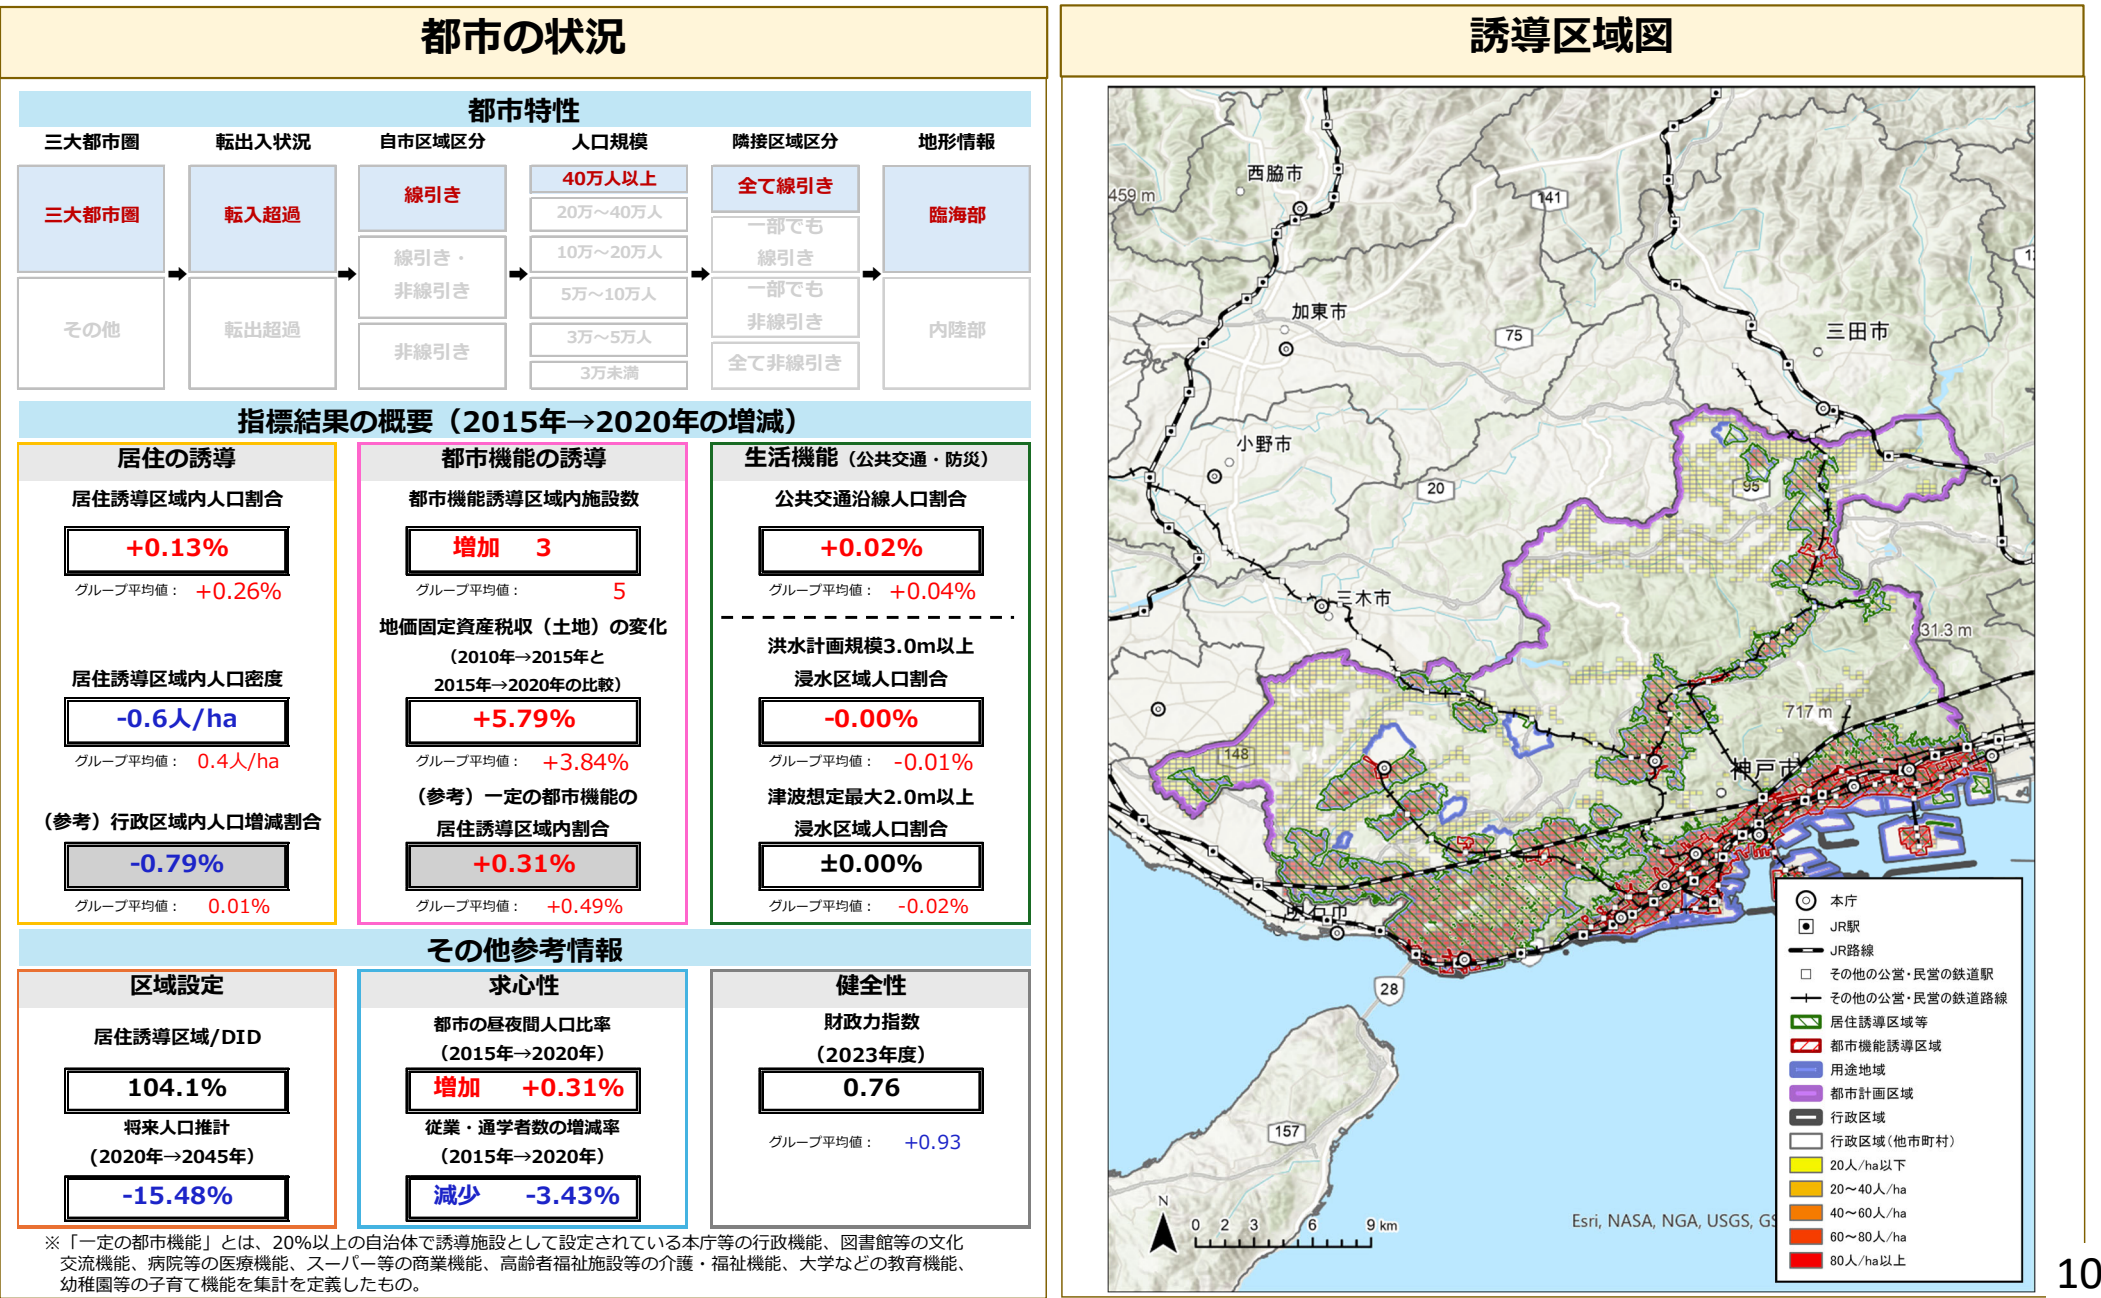 都市の状況
都市特性
三大都市圏
転出入状況
自市区域区分
人口規模
隣接区域区分
地形情報
三大都市圏
その他
転入超過
転出超過
線引き
線引き・
非線引き
非線引き
40万人以上
20万～40万人
10万～20万人
5万～10万人
3万～5万人
3万未満
全て線引き
一部でも
線引き
一部でも
非線引き
全て非線引き
臨海部
内陸部
指標結果の概要（2015年→2020年の増減）
居住の誘導
居住誘導区域内人口割合
+0.13%
グループ平均値： +0.26%
居住誘導区域内人口密度
-0.6人/ha
グループ平均値： 0.4人/ha
（参考）行政区域内人口増減割合
-0.79%
グループ平均値： 0.01%
都市機能の誘導
都市機能誘導区域内施設数
増加 3
グループ平均値： 5
地価固定資産税収（土地）の変化
（2010年→2015年と
2015年→2020年の比較）
+5.79%
グループ平均値： +3.84%
（参考）一定の都市機能の
居住誘導区域内割合
+0.31%
グループ平均値： +0.49%
生活機能（公共交通・防災）
公共交通沿線人口割合
+0.02%
グループ平均値： +0.04%
洪水計画規模3.0m以上
浸水区域人口割合
-0.00%
グループ平均値： -0.01%
津波想定最大2.0m以上
浸水区域人口割合
±0.00%
グループ平均値： -0.02%
その他参考情報
区域設定
居住誘導区域/DID
104.1%
将来人口推計
(2020年→2045年)
-15.48%
求心性
都市の昼夜間人口比率
（2015年→2020年）
増加 +0.31%
従業・通学者数の増減率
（2015年→2020年）
減少 -3.43%
健全性
財政力指数
（2023年度）
0.76
グループ平均値： +0.93
※「一定の都市機能」とは、20%以上の自治体で誘導施設として設定されている本庁等の行政機能、図書館等の文化
交流機能、病院等の医療機能、スーパー等の商業機能、高齢者福祉施設等の介護・福祉機能、大学などの教育機能、
幼稚園等の子育て機能を集計を定義したもの。
誘導区域図
西脇市
459 m
141
加東市
75
三田市
小野市
20
95
三木市
31.3 m
717 m
148
神戸市
明石市
28
157
N
0 2 3 6 9 km
Esri, NASA, NGA, USGS, GS
本庁
JR駅
JR路線
その他の公営・民営の鉄道駅
その他の公営・民営の鉄道路線
居住誘導区域等
都市機能誘導区域
用途地域
都市計画区域
行政区域
行政区域（他市町村）
20人/ha以下
20～40人/ha
40～60人/ha
60～80人/ha
80人/ha以上
10